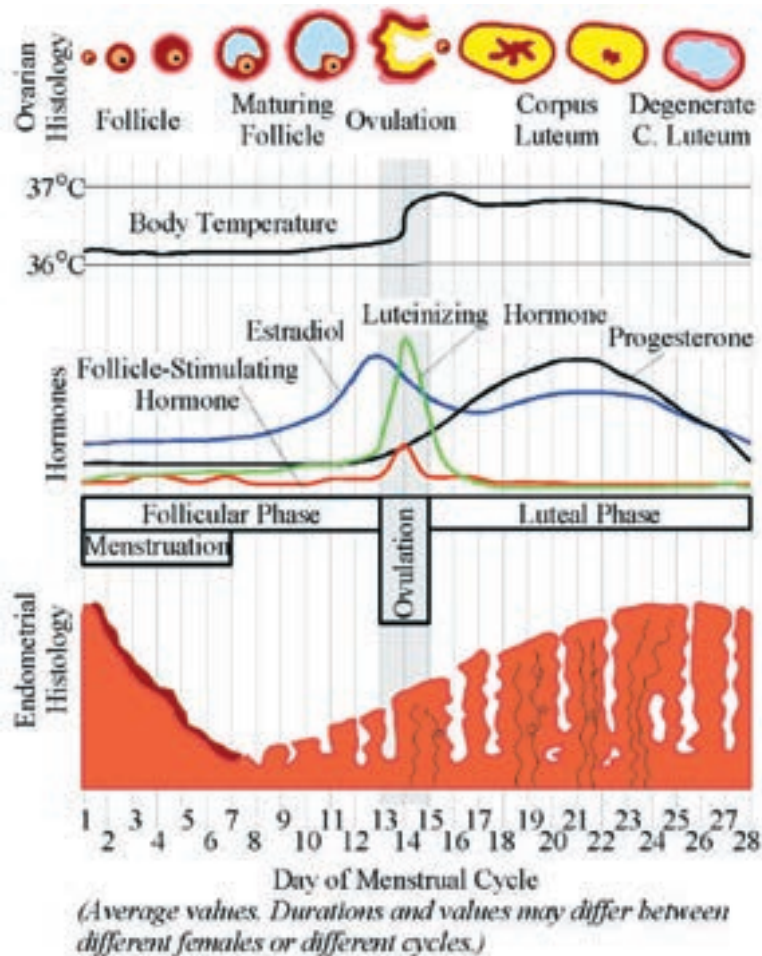 Ovarian
Histology
Follicle
Maturing
Follicle
Ovulation
Corpus
Luteum
Degenerate
C. Luteum
37°C
Body Temperature
36°C
Hormones
Estradiol
Luteinizing Hormone
Progesterone
Follicle-Stimulating
Hormone
Follicular Phase
Ovulation
Luteal Phase
Menstruation
Endometrial
Histology
1 2 3 4 5 6 7 8 9 10 11 12 13 14 15 16 17 18 19 20 21 22 23 24 25 26 27 28
Day of Menstrual Cycle
(Average values. Durations and values may differ between
different females or different cycles.)